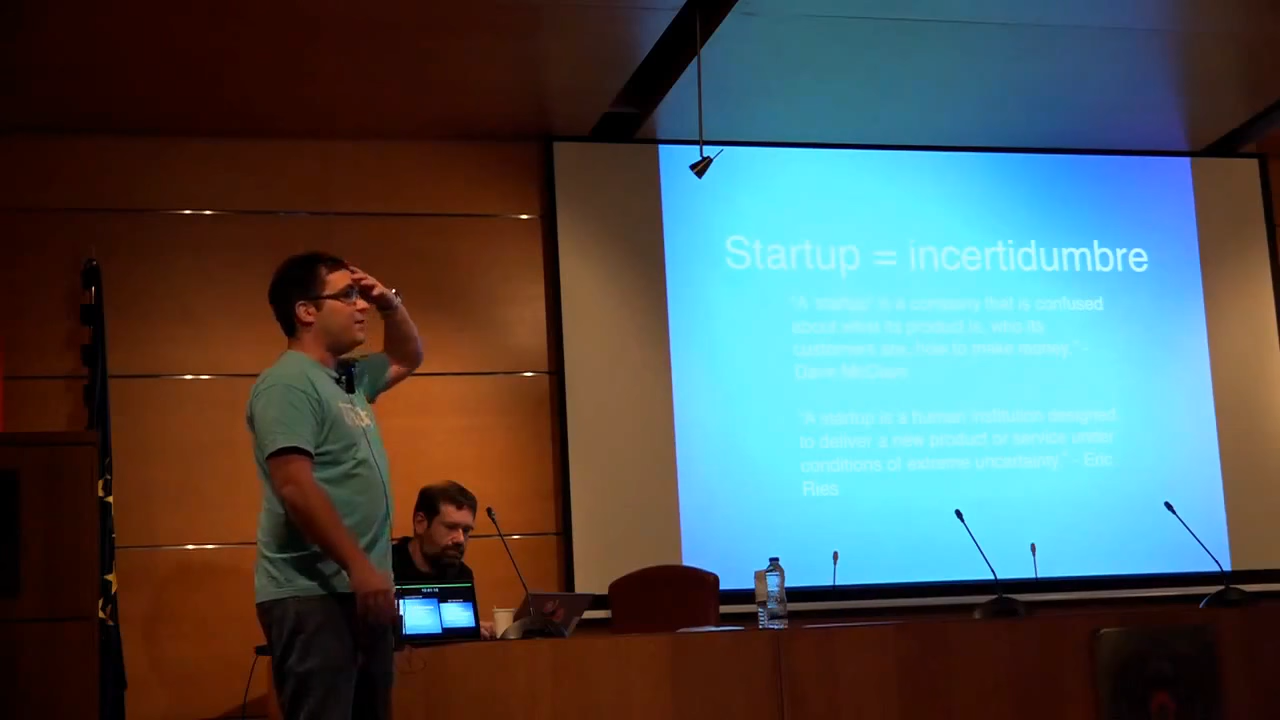 Startup = incertidumbre
"A startup is a company that is confused
about what its product is, who its
customers are, how to make money." -
Dave McClure
"A startup is a human institution designed
to deliver a new product or service under
conditions of extreme uncertainty." - Eric
Ries